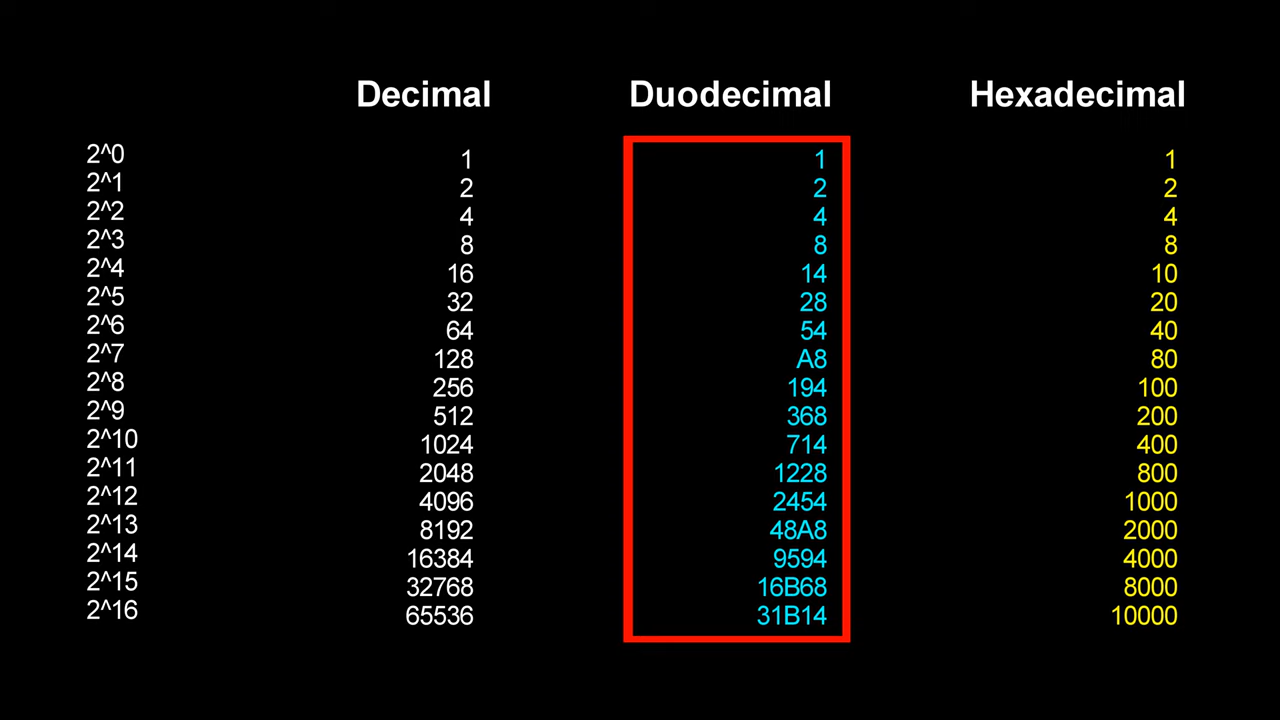 Decimal Duodecimal Hexadecimal
2^0 1 1 1
2^1 2 2 2
2^2 4 4 4
2^3 8 8 8
2^4 16 14 10
2^5 32 28 20
2^6 64 54 40
2^7 128 A8 80
2^8 256 194 100
2^9 512 368 200
2^10 1024 714 400
2^11 2048 1228 800
2^12 4096 2454 1000
2^13 8192 48A8 2000
2^14 16384 9594 4000
2^15 32768 16B68 8000
2^16 65536 31B14 10000